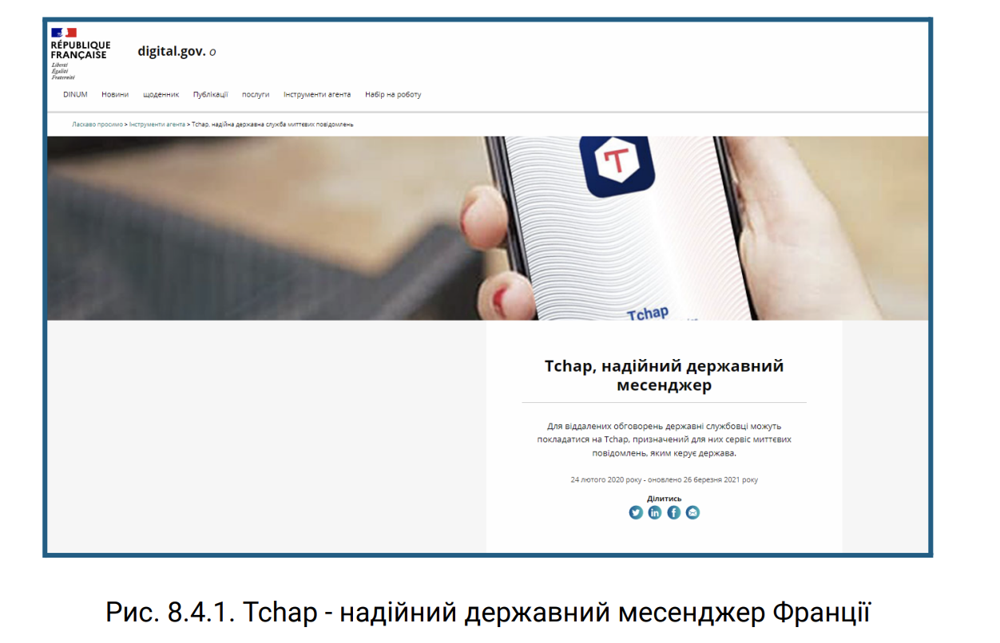 RÉPUBLIQUE
FRANÇAISE
Liberté
Égalité
Fraternité
digital.gov. o
DINUM Новини щоденник Публікації послуги Інструменти агента Набір на роботу
Ласкаво просимо > Інструменти агента > Tchap, надійна державна служба миттєвих повідомлень
T
Tchap
Tchap, надійний державний
месенджер
Для віддалених обговорень державні службовці можуть
покладатися на Tchap, призначений для них сервіс миттєвих
повідомлень, яким керує держава.
24 лютого 2020 року - оновлено 26 березня 2021 року
Ділитись
Рис. 8.4.1. Tchap - надійний державний месенджер Франції